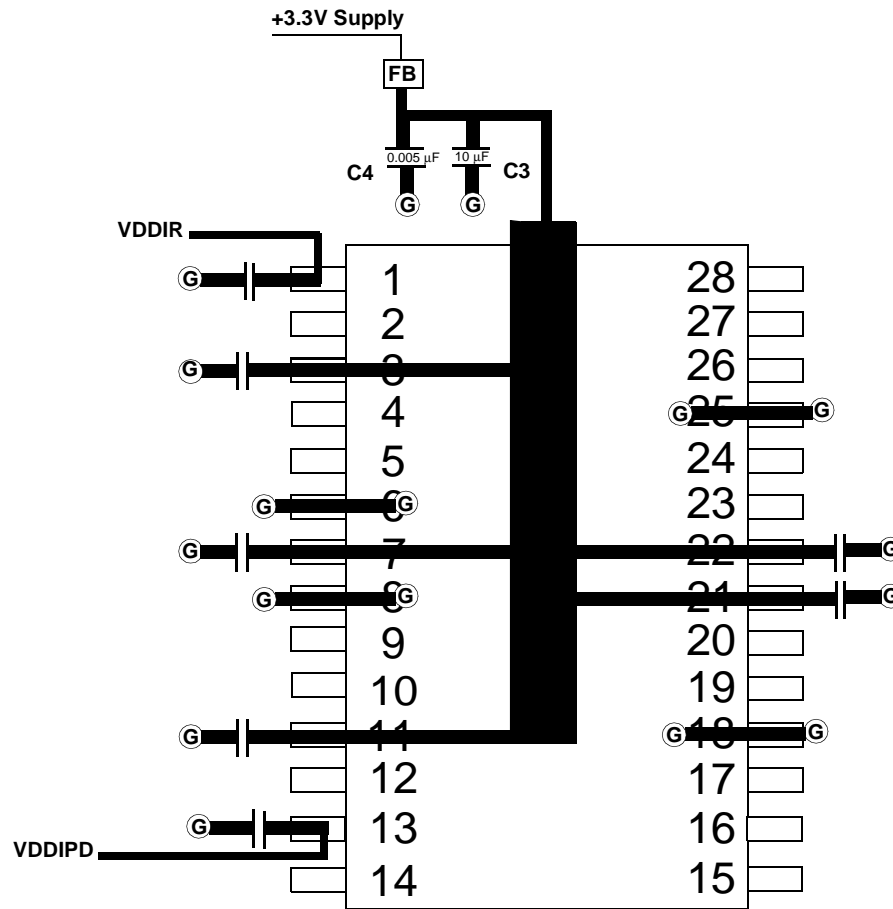 +3.3V Supply
FB
0.005 µF
10 µF
C4
C3
G
G
VDDIR
G
1
28
2
27
G
3
26
4
G
25
G
5
24
G
6
G
23
G
7
22
G
G
8
G
21
G
9
20
10
19
G
11
G
18
G
12
17
G
13
16
VDDIPD
14
15